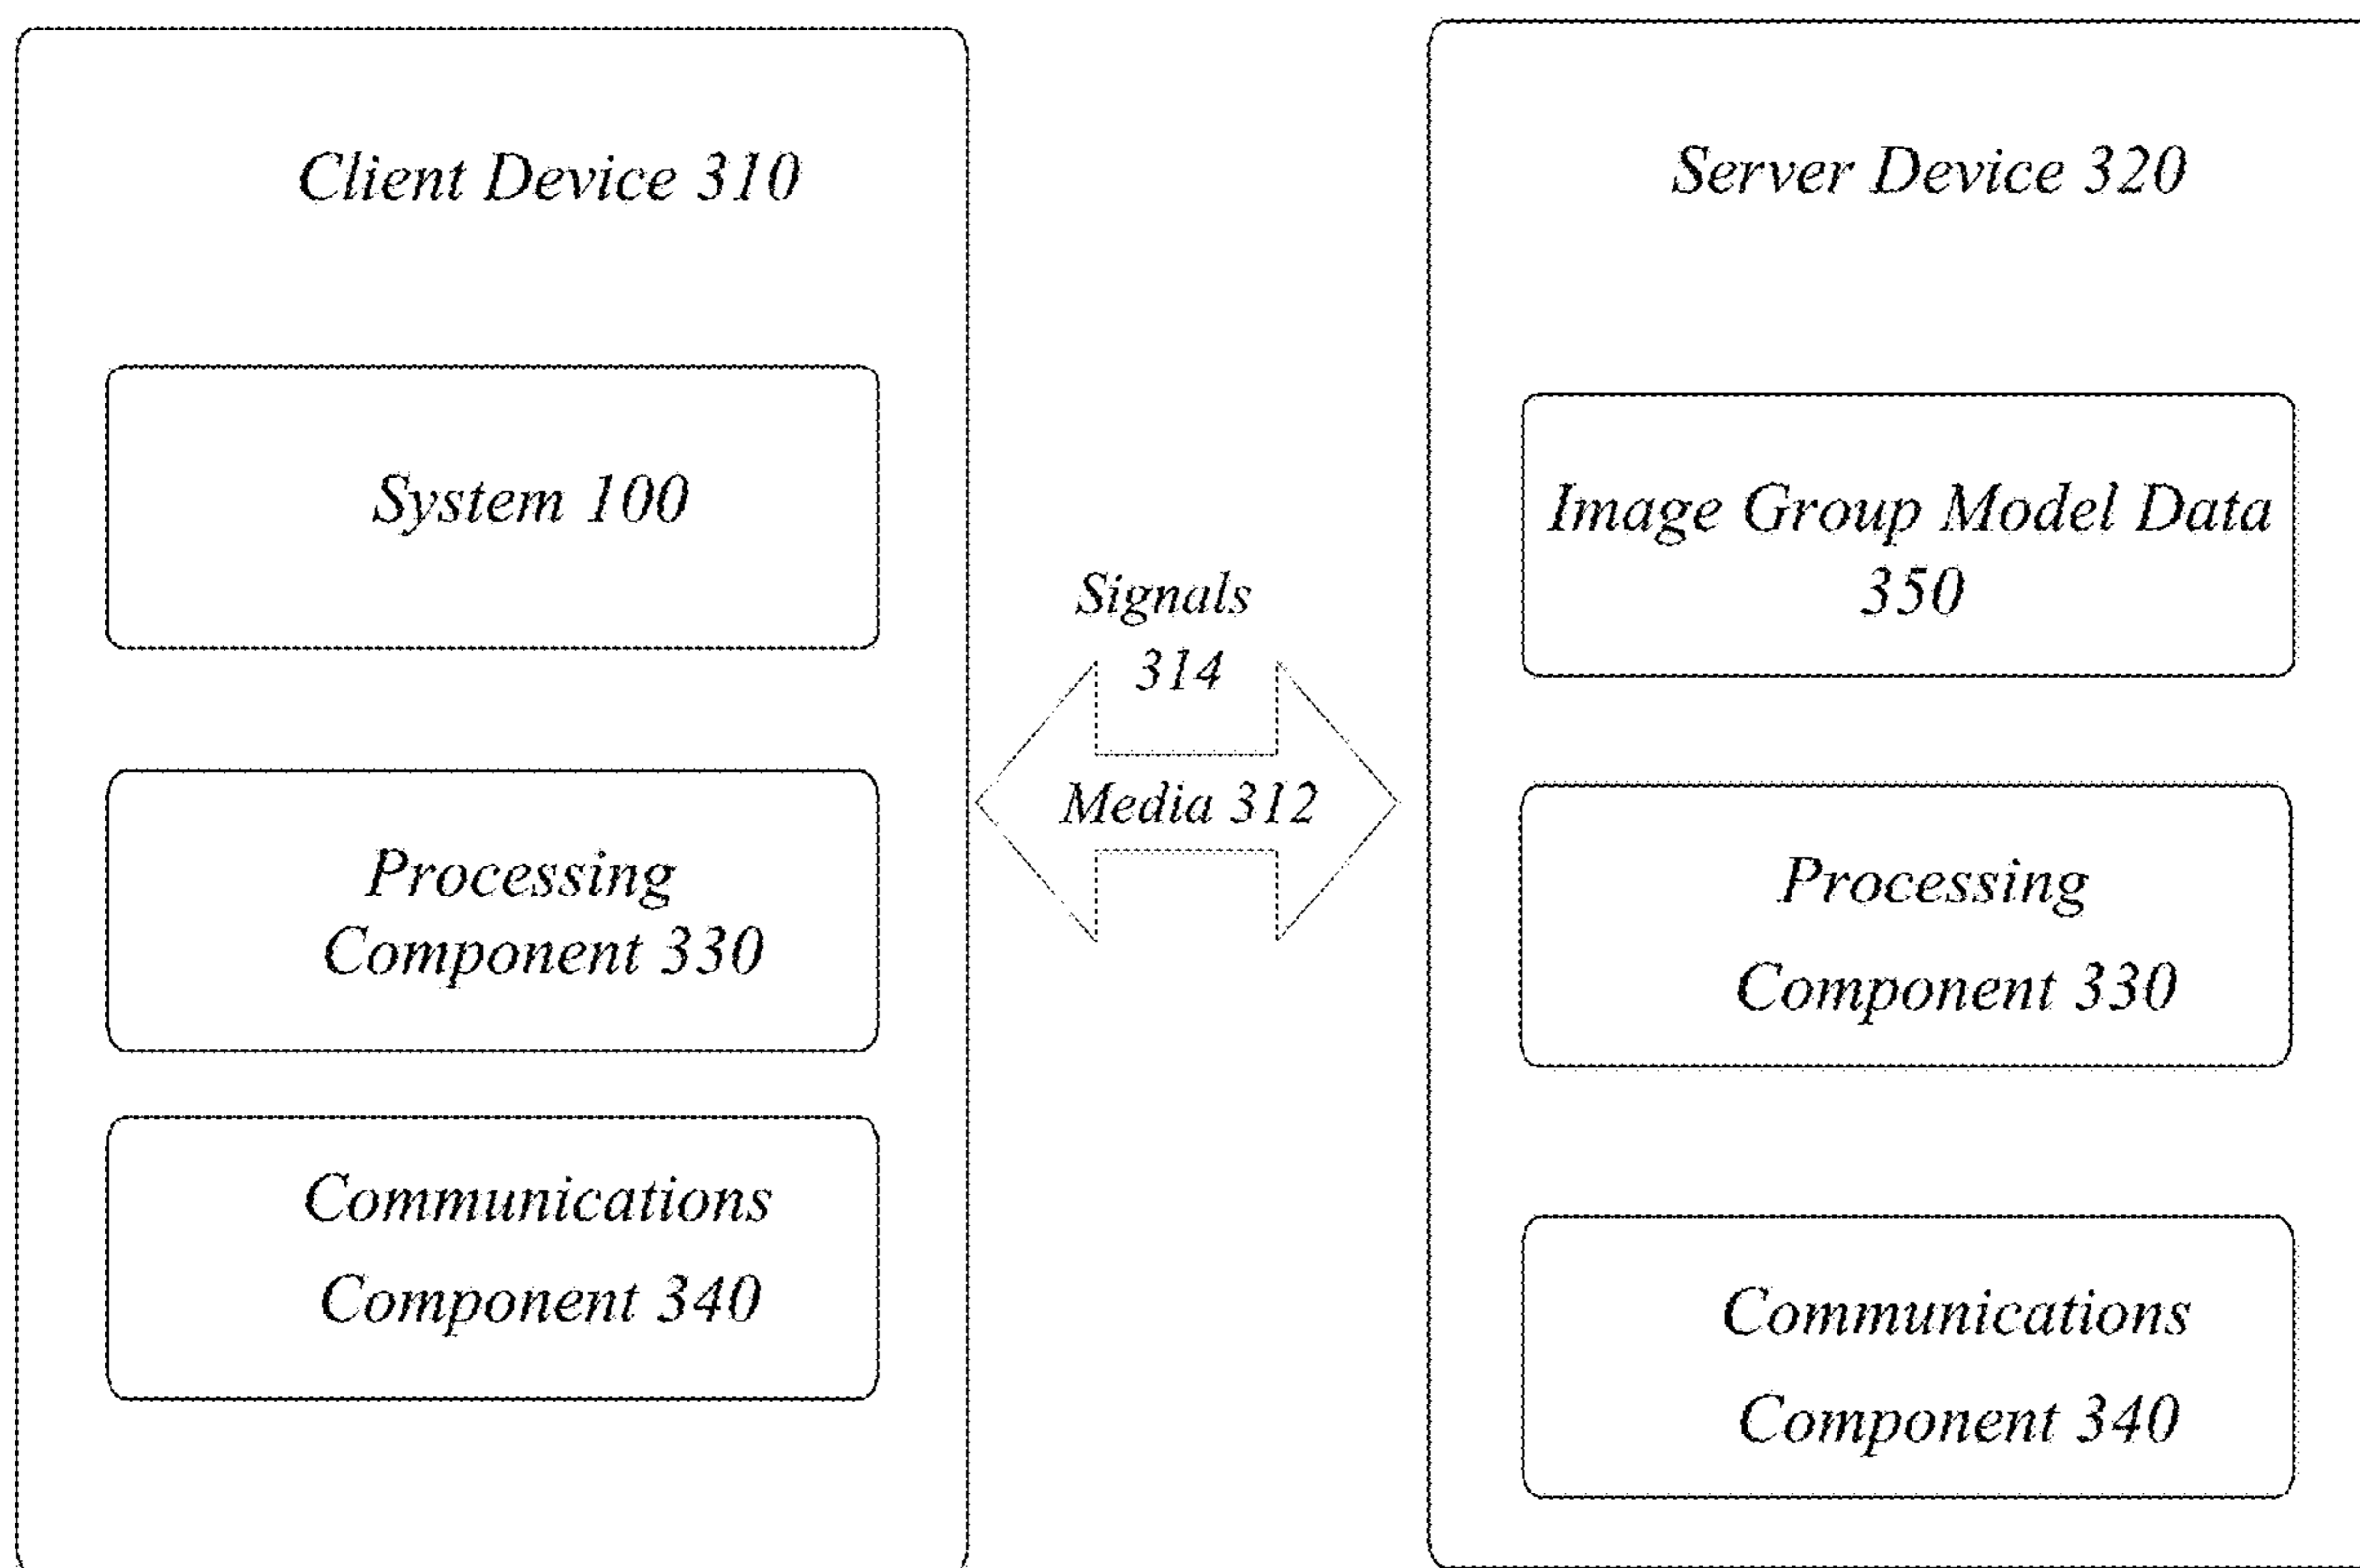 Client Device 310
System 100
Processing
Component 330
Communications
Component 340
Signals
314
Media 312
Server Device 320
Image Group Model Data
350
Processing
Component 330
Communications
Component 340